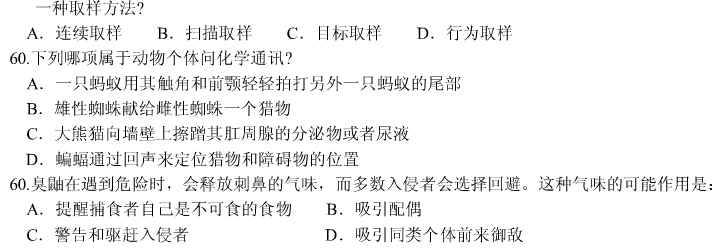 一种取样方法?
A．连续取样 B．扫描取样 C．目标取样 D．行为取样
60.下列哪项属于动物个体问化学通讯?
A．一只蚂蚁用其触角和前颚轻轻拍打另外一只蚂蚁的尾部
B．雄性蜘蛛献给雌性蜘蛛一个猎物
C．大熊猫向墙壁上擦蹭其肛周腺的分泌物或者尿液
D．蝙蝠通过回声来定位猎物和障碍物的位置
60.臭鼬在遇到危险时，会释放刺鼻的气味，而多数入侵者会选择回避。这种气味的可能作用是:
A．提醒捕食者自己是不可食的食物 B．吸引配偶
C．警告和驱赶入侵者 D．吸引同类个体前来御敌